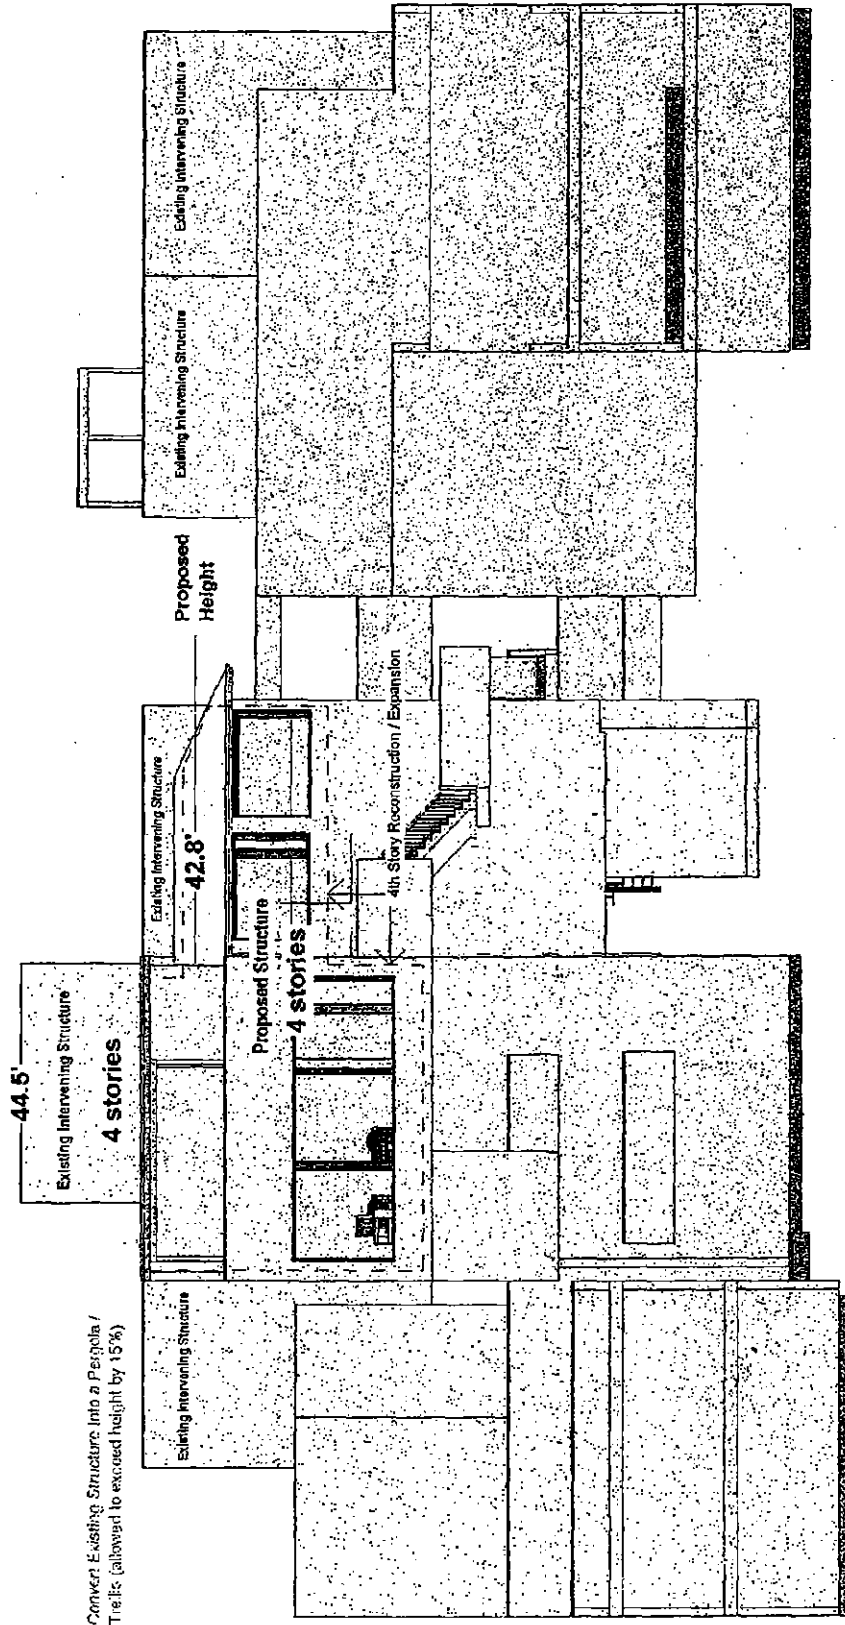 Convert Existing Structure into a Pergola /
Trellis (allowed to exceed height by 15%)
44.5'
Existing Intervening Structure
4 stories
Existing Intervening Structure
Existing Intervening Structure
42.8'
Proposed
Height
Existing Intervening Structure
Existing Intervening Structure
Proposed Structure
4 stories
4th Story Reconstruction / Expansion